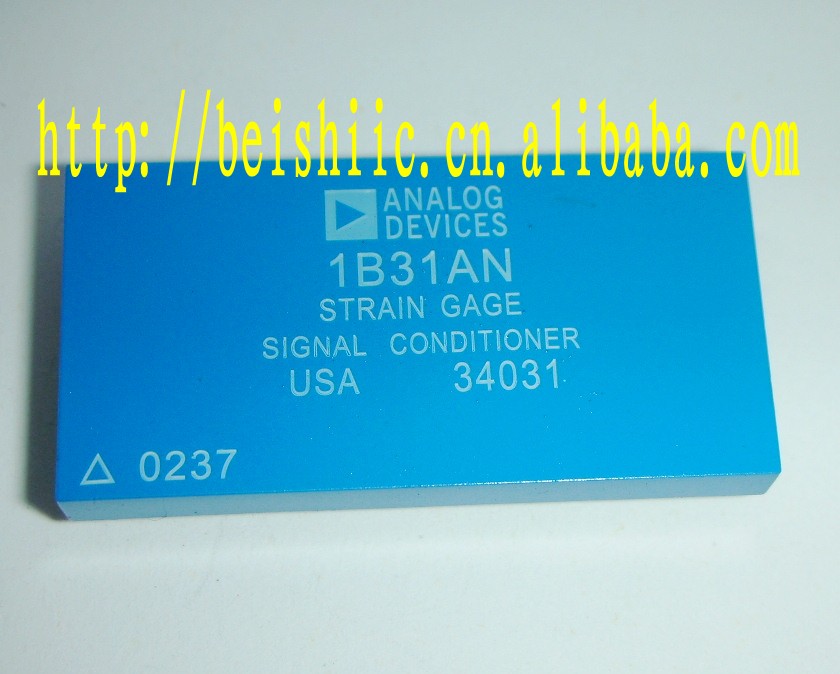 http://beishiic.cn.alibaba.com
ANALOG
DEVICES
1B31AN
STRAIN GAGE
SIGNAL CONDITIONER
USA 34031
△ 0237